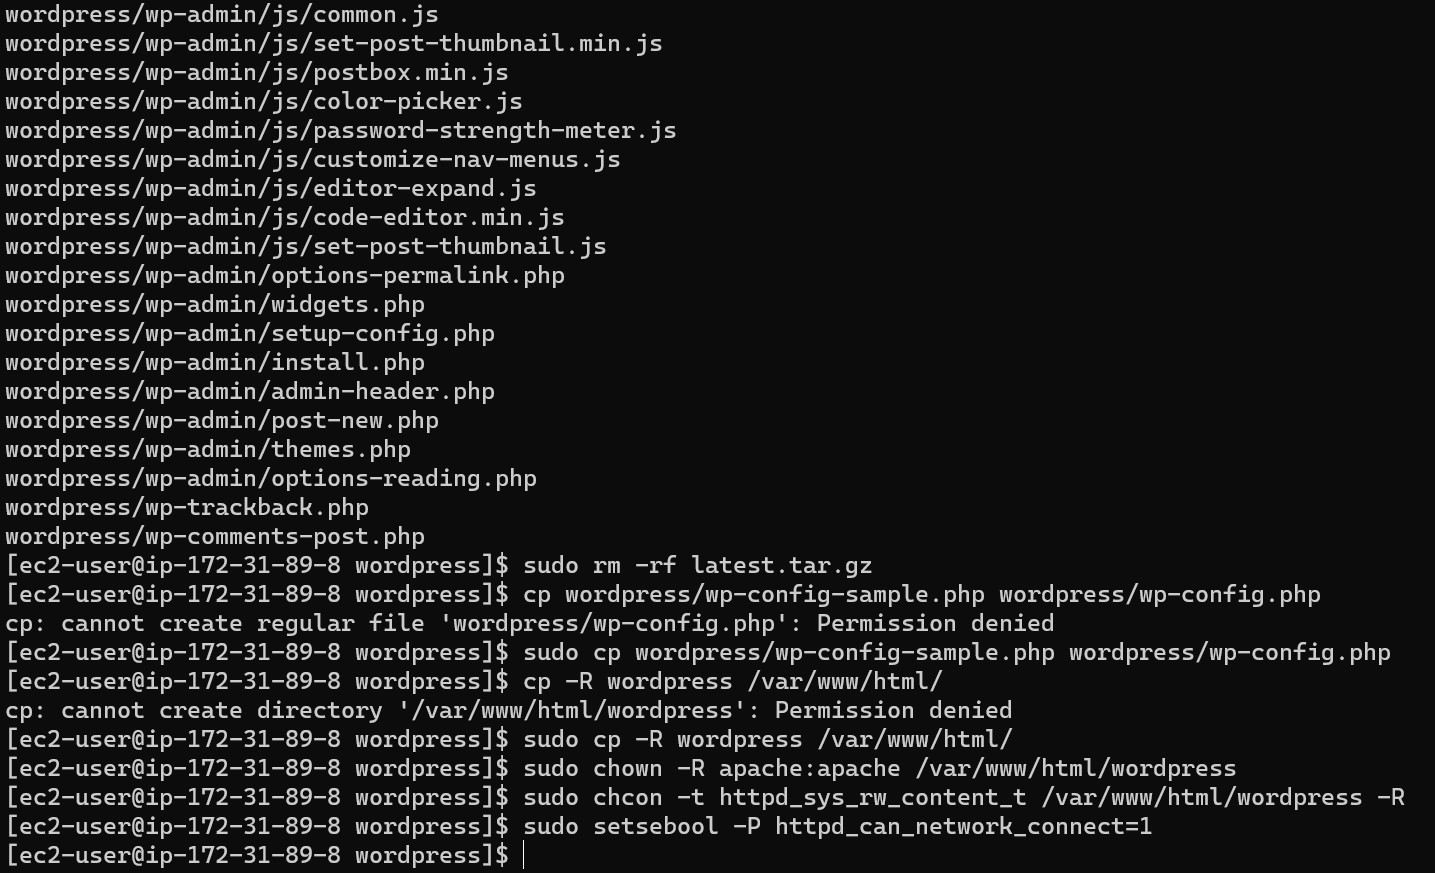 wordpress/wp-admin/js/common.js
wordpress/wp-admin/js/set-post-thumbnail.min.js
wordpress/wp-admin/js/postbox.min.js
wordpress/wp-admin/js/color-picker.js
wordpress/wp-admin/js/password-strength-meter.js
wordpress/wp-admin/js/customize-nav-menus.js
wordpress/wp-admin/js/editor-expand.js
wordpress/wp-admin/js/code-editor.min.js
wordpress/wp-admin/js/set-post-thumbnail.js
wordpress/wp-admin/options-permalink.php
wordpress/wp-admin/widgets.php
wordpress/wp-admin/setup-config.php
wordpress/wp-admin/install.php
wordpress/wp-admin/admin-header.php
wordpress/wp-admin/post-new.php
wordpress/wp-admin/themes.php
wordpress/wp-admin/options-reading.php
wordpress/wp-trackback.php
wordpress/wp-comments-post.php
[ec2-user@ip-172-31-89-8 wordpress]$ sudo rm -rf latest.tar.gz
[ec2-user@ip-172-31-89-8 wordpress]$ cp wordpress/wp-config-sample.php wordpress/wp-config.php
cp: cannot create regular file 'wordpress/wp-config.php': Permission denied
[ec2-user@ip-172-31-89-8 wordpress]$ sudo cp wordpress/wp-config-sample.php wordpress/wp-config.php
[ec2-user@ip-172-31-89-8 wordpress]$ cp -R wordpress /var/www/html/
cp: cannot create directory '/var/www/html/wordpress': Permission denied
[ec2-user@ip-172-31-89-8 wordpress]$ sudo cp -R wordpress /var/www/html/
[ec2-user@ip-172-31-89-8 wordpress]$ sudo chown -R apache:apache /var/www/html/wordpress
[ec2-user@ip-172-31-89-8 wordpress]$ sudo chcon -t httpd_sys_rw_content_t /var/www/html/wordpress -R
[ec2-user@ip-172-31-89-8 wordpress]$ sudo setsebool -P httpd_can_network_connect=1
[ec2-user@ip-172-31-89-8 wordpress]$